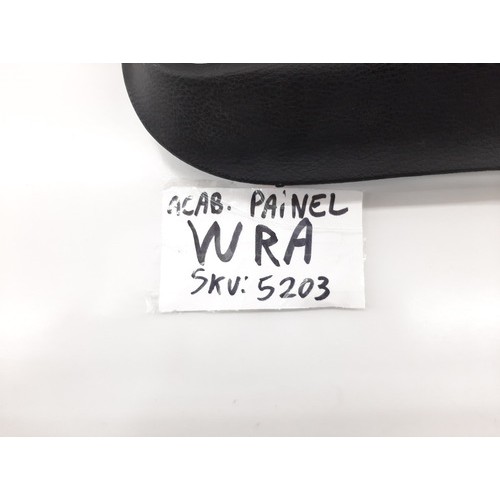 ACAB. PAINEL
WRA
SKU: 5203